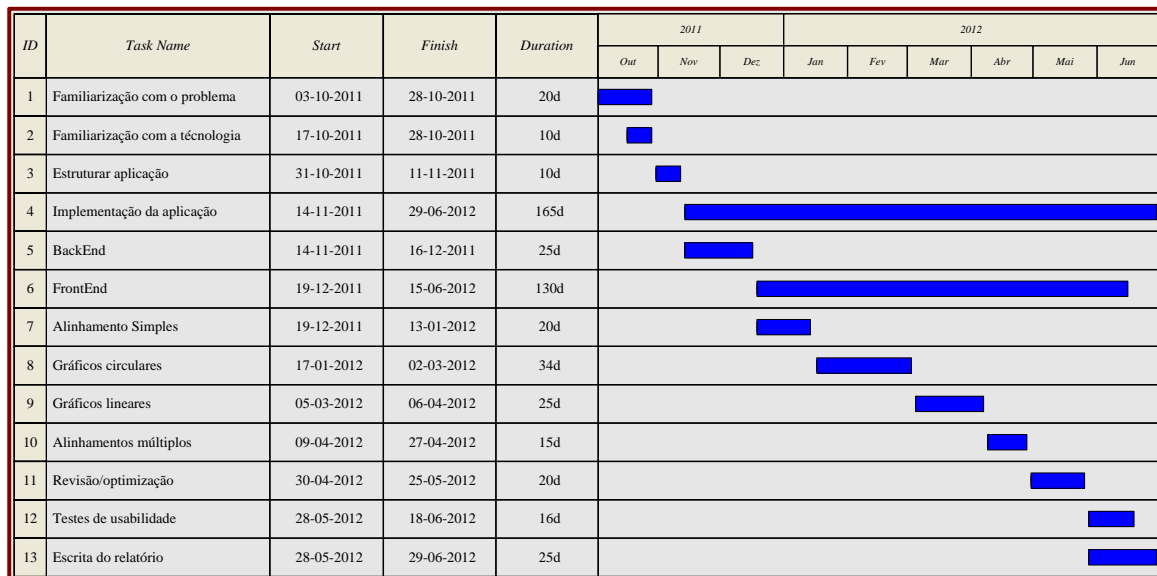 ID Task Name Start Finish Duration 2011 2012
Out Nov Dez Jan Fev Mar Abr Mai Jun
1 Familiarização com o problema 03-10-2011 28-10-2011 20d
2 Familiarização com a técnologia 17-10-2011 28-10-2011 10d
3 Estruturar aplicação 31-10-2011 11-11-2011 10d
4 Implementação da aplicação 14-11-2011 29-06-2012 165d
5 BackEnd 14-11-2011 16-12-2011 25d
6 FrontEnd 19-12-2011 15-06-2012 130d
7 Alinhamento Simples 19-12-2011 13-01-2012 20d
8 Gráficos circulares 17-01-2012 02-03-2012 34d
9 Gráficos lineares 05-03-2012 06-04-2012 25d
10 Alinhamentos múltiplos 09-04-2012 27-04-2012 15d
11 Revisão/optimização 30-04-2012 25-05-2012 20d
12 Testes de usabilidade 28-05-2012 18-06-2012 16d
13 Escrita do relatório 28-05-2012 29-06-2012 25d